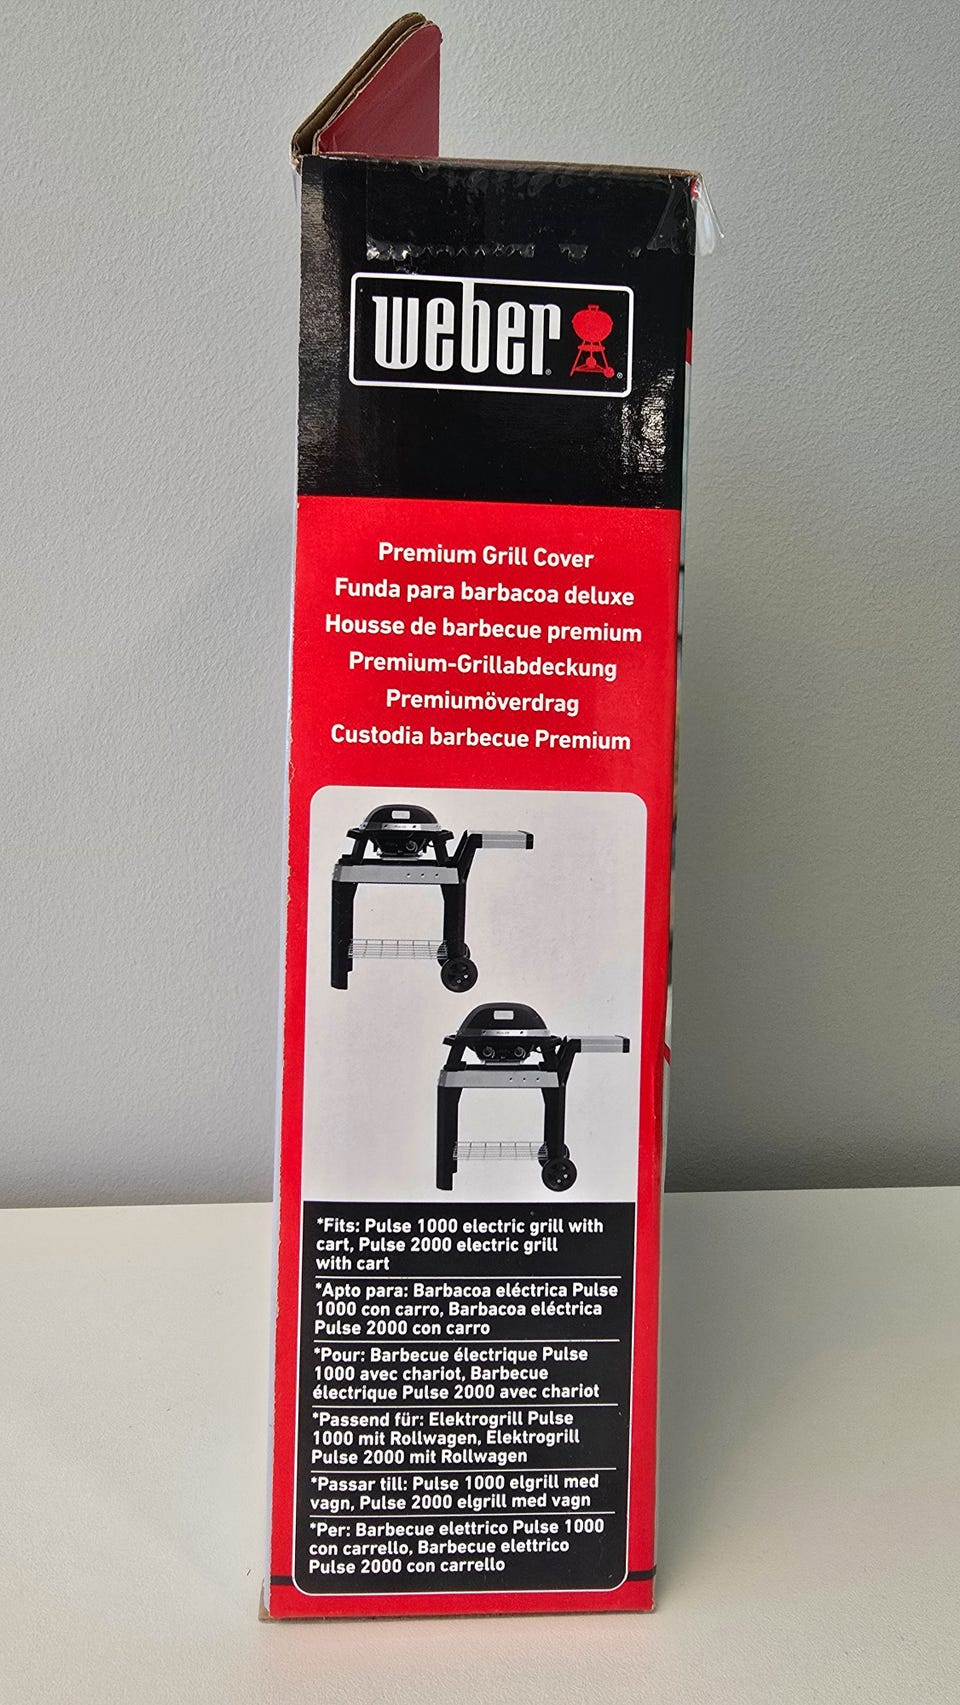 weber
Premium Grill Cover
Funda para barbacoa deluxe
Housse de barbecue premium
Premium-Grillabdeckung
Premiumöverdrag
Custodia barbecue Premium
*Fits: Pulse 1000 electric grill with
cart, Pulse 2000 electric grill
with cart
*Apto para: Barbacoa eléctrica Pulse
1000 con carro, Barbacoa eléctrica
Pulse 2000 con carro
*Pour: Barbecue électrique Pulse
1000 avec chariot, Barbecue
électrique Pulse 2000 avec chariot
*Passend für: Elektrogrill Pulse
1000 mit Rollwagen, Elektrogrill
Pulse 2000 mit Rollwagen
*Passar till: Pulse 1000 elgrill med
vagn, Pulse 2000 elgrill med vagn
*Per: Barbecue elettrico Pulse 1000
con carrello, Barbecue elettrico
Pulse 2000 con carrello